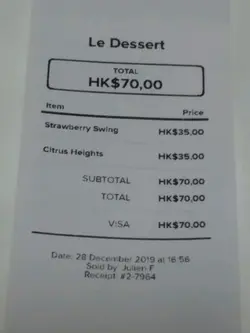 Le Dessert
TOTAL
HK$70,00
Item Price
Strawberry Swing HK$35,00
Citrus Heights HK$35,00
SUBTOTAL HK$70,00
TOTAL HK$70,00
VISA HK$70,00
Date: 28 December 2019 at 16:56
Sold by: Julien F
Receipt: #2-7964